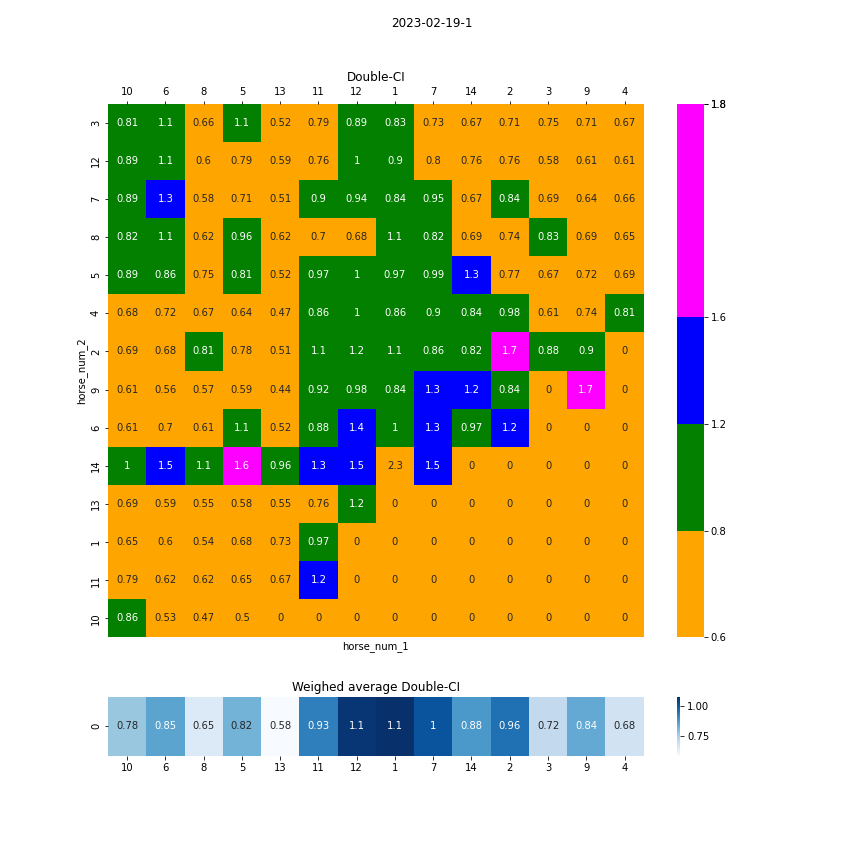 2023-02-19-1
Double-CI
10 6 8 5 13 11 12 1 7 14 2 3 9 4
3 0.81 1.1 0.66 1.1 0.52 0.79 0.89 0.83 0.73 0.67 0.71 0.75 0.71 0.67
12 0.89 1.1 0.6 0.79 0.59 0.76 1 0.9 0.8 0.76 0.76 0.58 0.61 0.61
7 0.89 1.3 0.58 0.71 0.51 0.9 0.94 0.84 0.95 0.67 0.84 0.69 0.64 0.66
8 0.82 1.1 0.62 0.96 0.62 0.7 0.68 1.1 0.82 0.69 0.74 0.83 0.69 0.65
5 0.89 0.86 0.75 0.81 0.52 0.97 1 0.97 0.99 1.3 0.77 0.67 0.72 0.69
4 0.68 0.72 0.67 0.64 0.47 0.86 1 0.86 0.9 0.84 0.98 0.61 0.74 0.81
2 0.69 0.68 0.81 0.78 0.51 1.1 1.2 1.1 0.86 0.82 1.7 0.88 0.9 0
9 0.61 0.56 0.57 0.59 0.44 0.92 0.98 0.84 1.3 1.2 0.84 0 1.7 0
6 0.61 0.7 0.61 1.1 0.52 0.88 1.4 1 1.3 0.97 1.2 0 0 0
14 1 1.5 1.1 1.6 0.96 1.3 1.5 2.3 1.5 0 0 0 0 0
13 0.69 0.59 0.55 0.58 0.55 0.76 1.2 0 0 0 0 0 0 0
1 0.65 0.6 0.54 0.68 0.73 0.97 0 0 0 0 0 0 0 0
11 0.79 0.62 0.62 0.65 0.67 1.2 0 0 0 0 0 0 0 0
10 0.86 0.53 0.47 0.5 0 0 0 0 0 0 0 0 0 0
horse_num_2
horse_num_1
1.8
1.6
1.2
0.8
0.6
Weighed average Double-CI
0 0.78 0.85 0.65 0.82 0.58 0.93 1.1 1.1 1 0.88 0.96 0.72 0.84 0.68
10 6 8 5 13 11 12 1 7 14 2 3 9 4
1.00
0.75